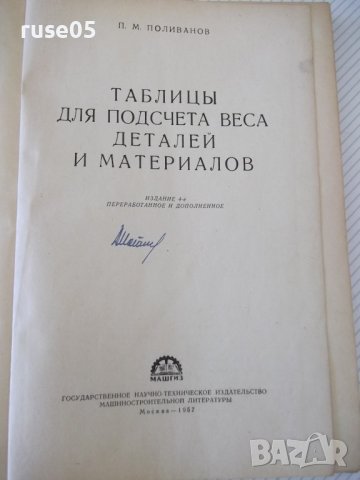 ruse05
П. М. ПОЛИВАНОВ
ТАБЛИЦЫ
ДЛЯ ПОДСЧЕТА ВЕСА
ДЕТАЛЕЙ
И МАТЕРИАЛОВ
ИЗДАНИЕ 4-е
ПЕРЕРАБОТАННОЕ И ДОПОЛНЕННОЕ
МАШГИЗ
ГОСУДАРСТВЕННОЕ НАУЧНО-ТЕХНИЧЕСКОЕ ИЗДАТЕЛЬСТВО
МАШИНОСТРОИТЕЛЬНОЙ ЛИТЕРАТУРЫ
Москва—1957
BAZAR